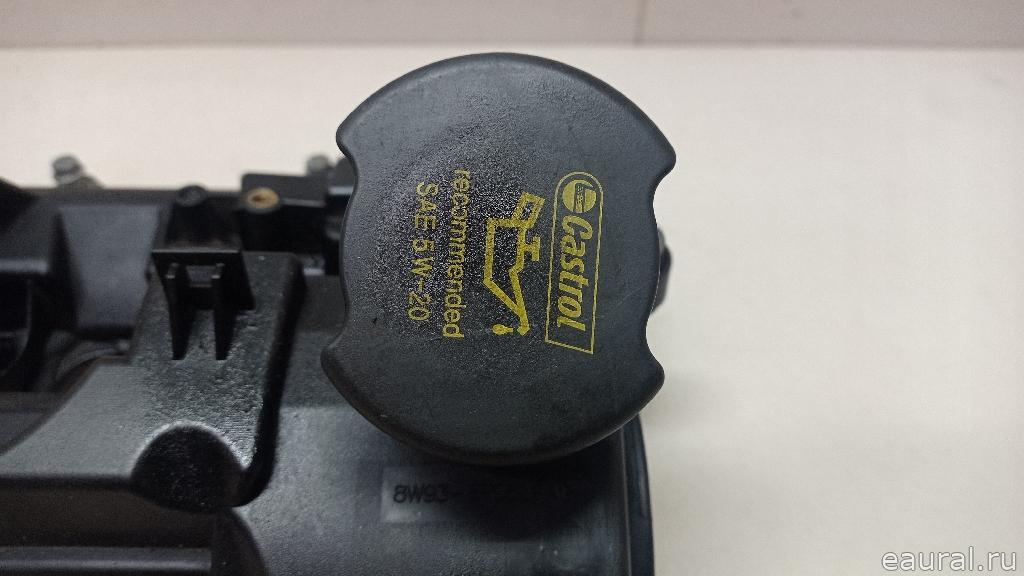 Castrol
recommended
SAE 5W-20
8W93-
eaural.ru